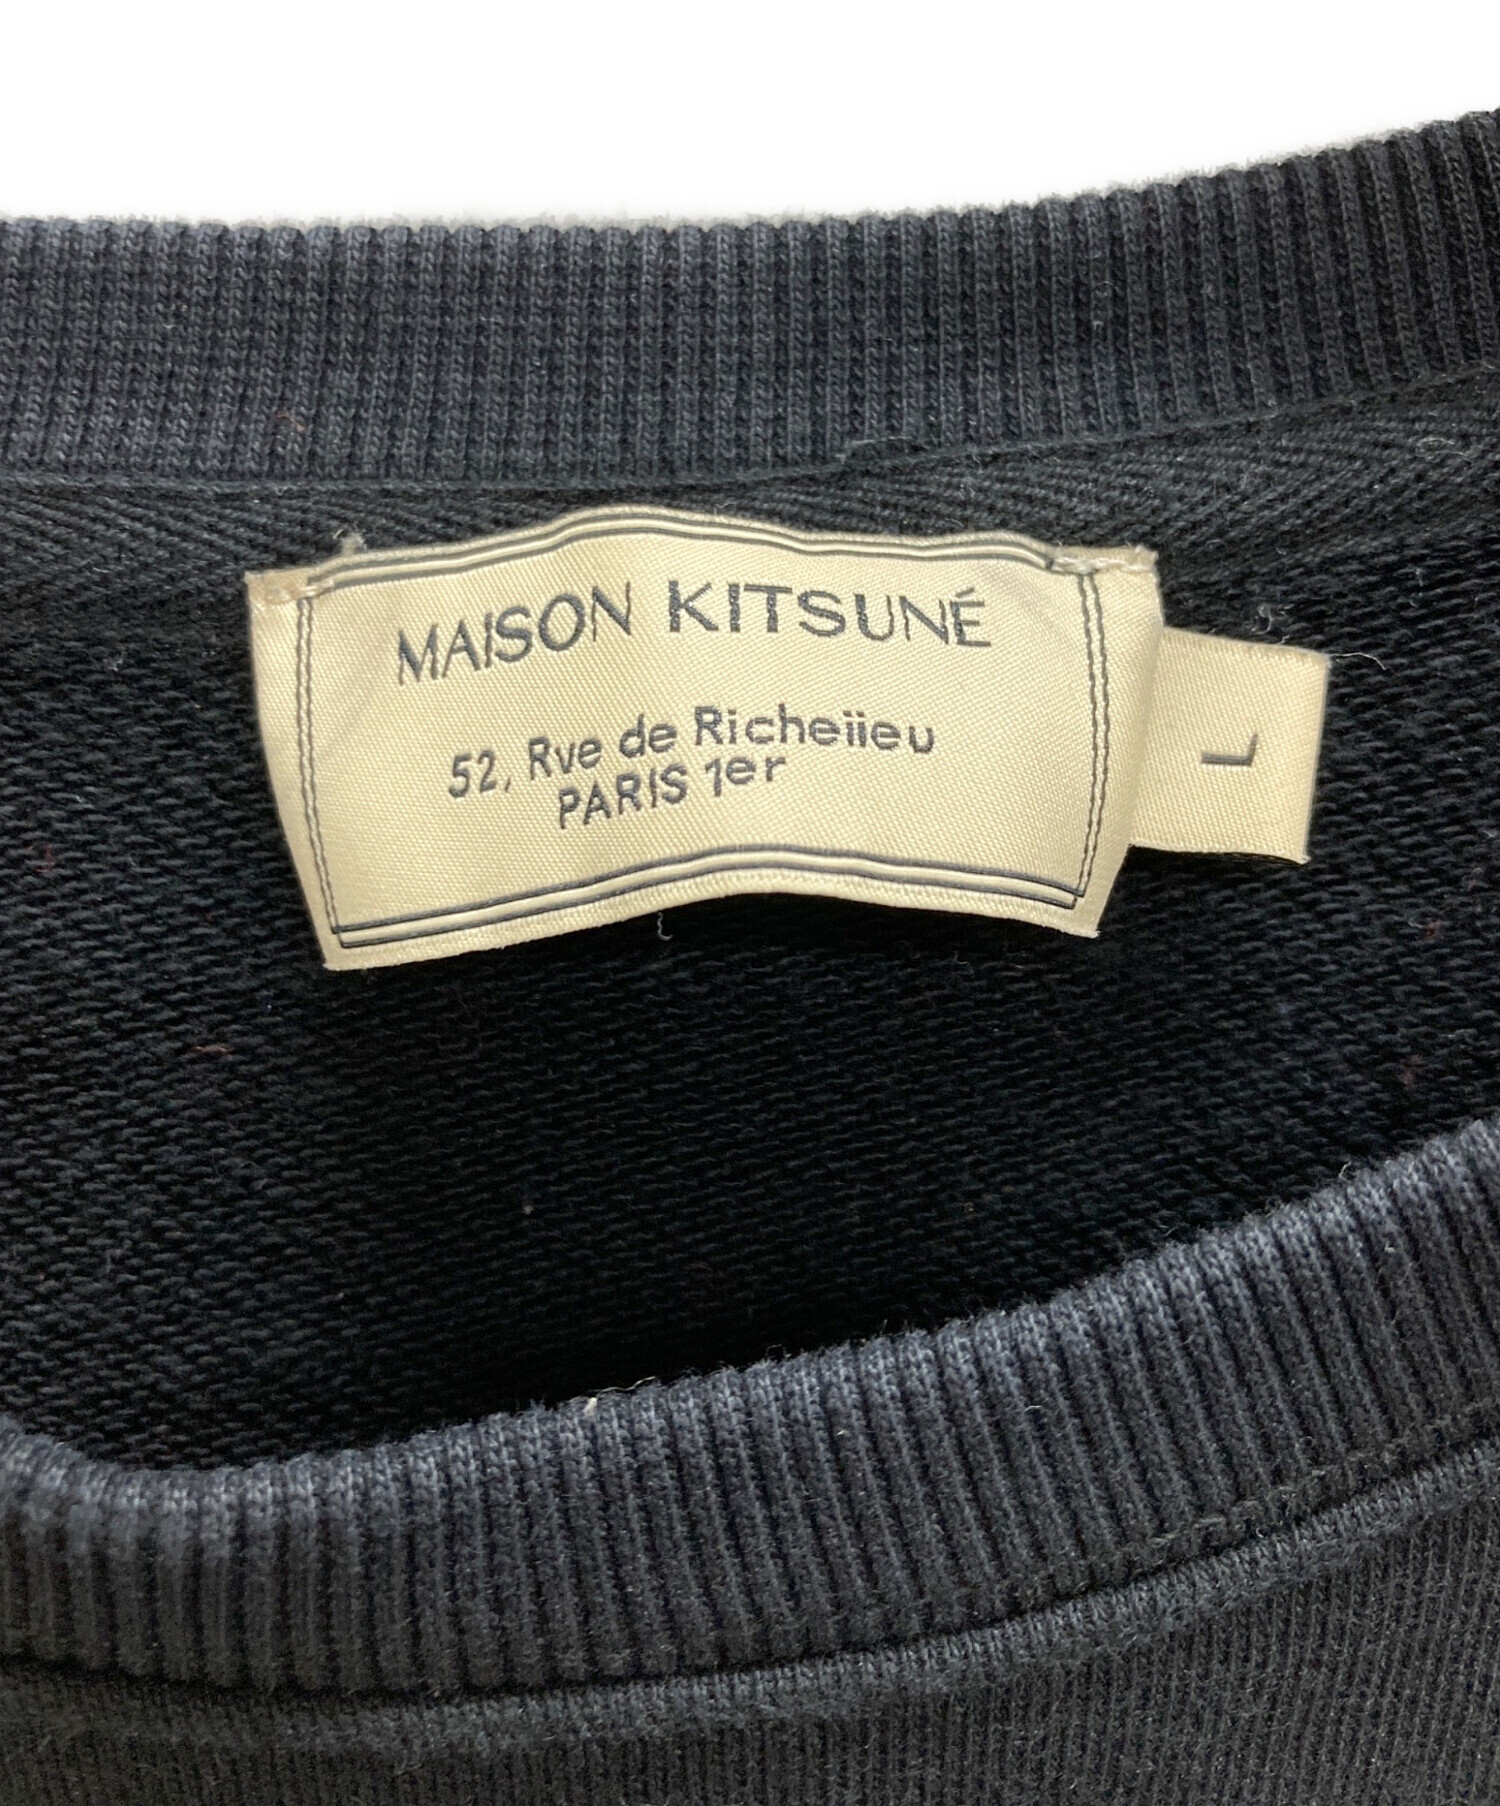 MAISON KITSUNÉ
52, Rve de Richeiieu
PARIS 1er
L